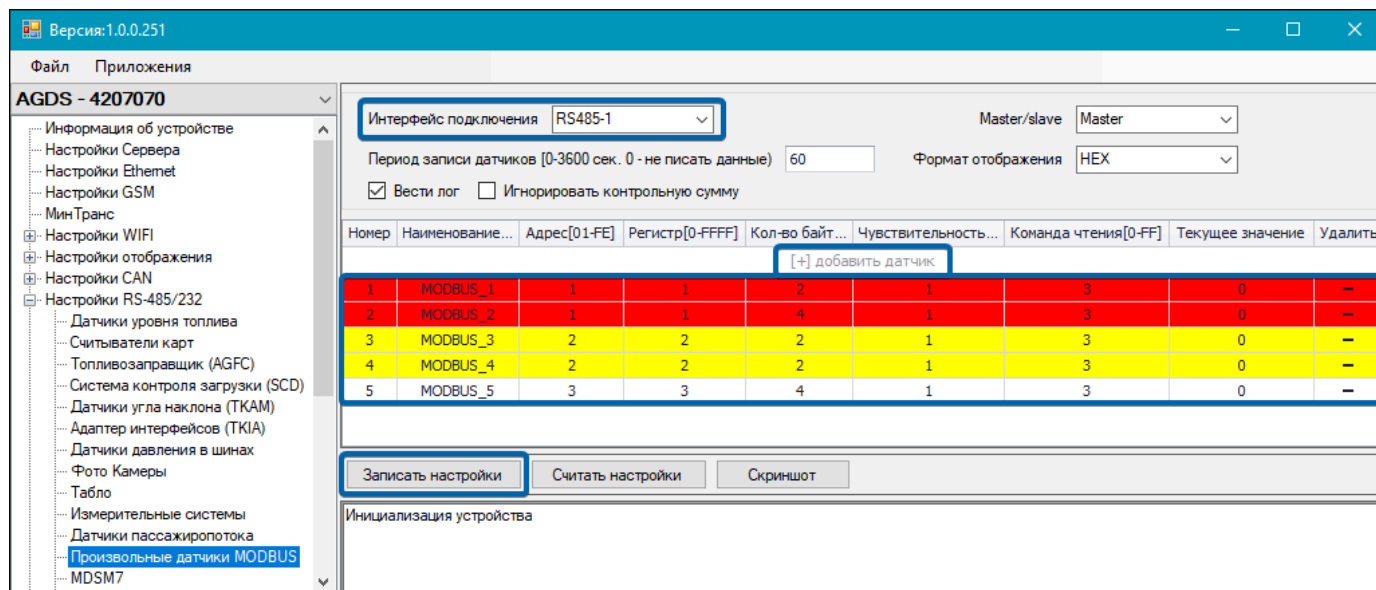 Версия:1.0.0.251
Файл Приложения
AGDS - 4207070
Информация об устройстве
Настройки Сервера
Настройки Ethernet
Настройки GSM
МинТранс
Настройки WIFI
Настройки отображения
Настройки CAN
Настройки RS-485/232
Датчики уровня топлива
Считыватели карт
Топливозаправщик (AGFC)
Система контроля загрузки (SCD)
Датчики угла наклона (TKAM)
Адаптер интерфейсов (TKIA)
Датчики давления в шинах
Фото Камеры
Табло
Измерительные системы
Датчики пассажиропотока
Произвольные датчики MODBUS
MDSM7
Интерфейс подключения RS485-1 Master/slave Master
Период записи датчиков [0-3600 сек. 0 - не писать данные) 60 Формат отображения HEX
Вести лог Игнорировать контрольную сумму
Номер Наименование... Адрес[01-FE] Регистр[0-FFFF] Кол-во байт... Чувствительность... Команда чтения[0-FF] Текущее значение Удалить
[+] добавить датчик
1 MODBUS_1 1 1 2 1 3 0 −
2 MODBUS_2 1 1 4 1 3 0 −
3 MODBUS_3 2 2 2 1 3 0 −
4 MODBUS_4 2 2 2 1 3 0 −
5 MODBUS_5 3 3 4 1 3 0 −
Записать настройки Считать настройки Скриншот
Инициализация устройства